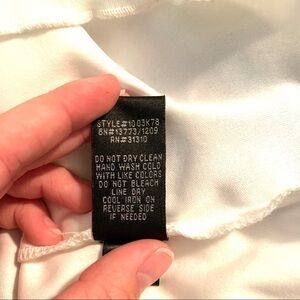 STYLE#1003K78
BN#13773/1209
RN#31310
DO NOT DRY CLEAN
HAND WASH COLD
WITH LIKE COLORS
DO NOT BLEACH
LINE DRY
COOL IRON ON
REVERSE SIDE
IF NEEDED